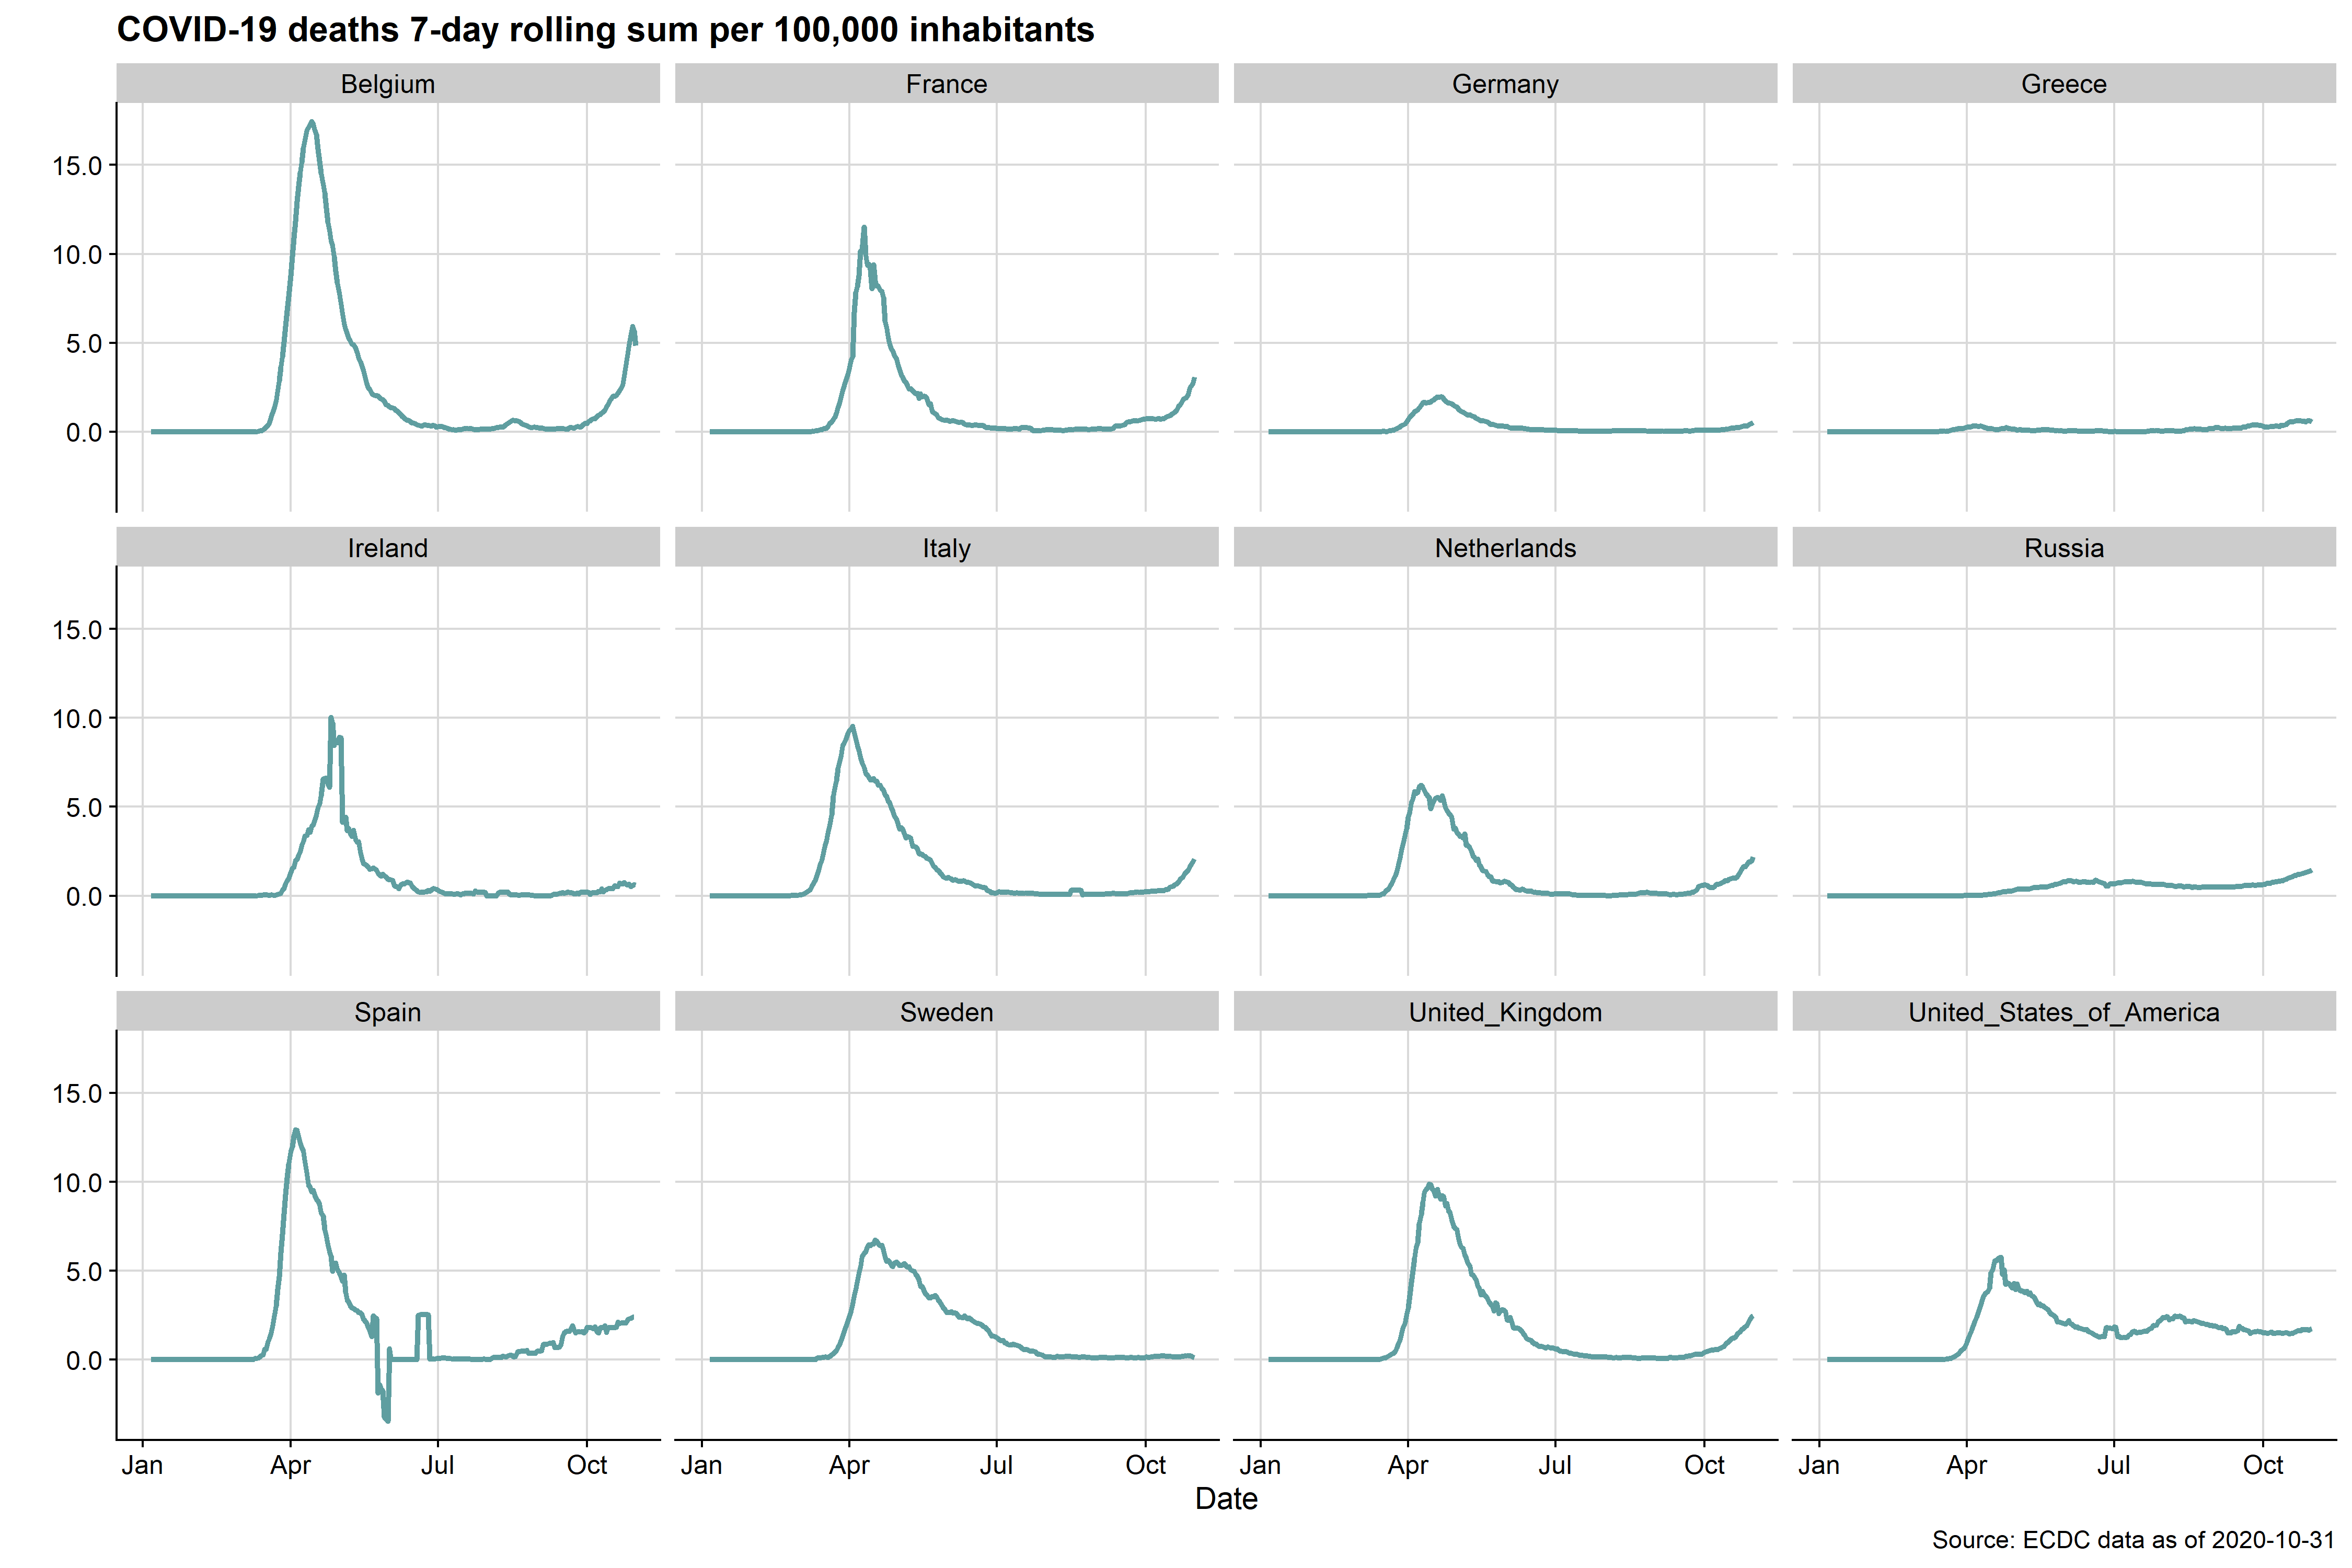 COVID-19 deaths 7-day rolling sum per 100,000 inhabitants
Belgium France Germany Greece
15.0
10.0
5.0
0.0
Ireland Italy Netherlands Russia
15.0
10.0
5.0
0.0
Spain Sweden United_Kingdom United_States_of_America
15.0
10.0
5.0
0.0
Jan Apr Jul Oct Jan Apr Jul Oct Jan Apr Jul Oct Jan Apr Jul Oct
Date
Source: ECDC data as of 2020-10-31